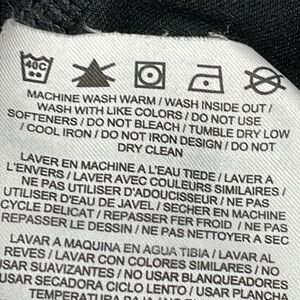 40C
MACHINE WASH WARM / WASH INSIDE OUT /
WASH WITH LIKE COLORS / DO NOT USE
SOFTENERS / DO NOT BLEACH / TUMBLE DRY LOW
/ COOL IRON / DO NOT IRON DESIGN / DO NOT
DRY CLEAN
LAVER EN MACHINE A L'EAU TIEDE / LAVER A
L'ENVERS / LAVER AVEC COULEURS SIMILAIRES /
NE PAS UTILISER D'ADOUCISSEUR / NE PAS
UTILISER D'EAU DE JAVEL / SECHER EN MACHINE
CYCLE DELICAT / REPASSER FER FROID / NE PAS
REPASSER LE DESSIN / NE PAS NETTOYER A SEC
LAVAR A MAQUINA EN AGUA TIBIA / LAVAR AL
REVES / LAVAR CON COLORES SIMILARES / NO
USAR SUAVIZANTES / NO USAR BLANQUEADORES
USAR SECADORA CICLO LENTO / USAR PLANCHA
TEMPERATURA BAJA